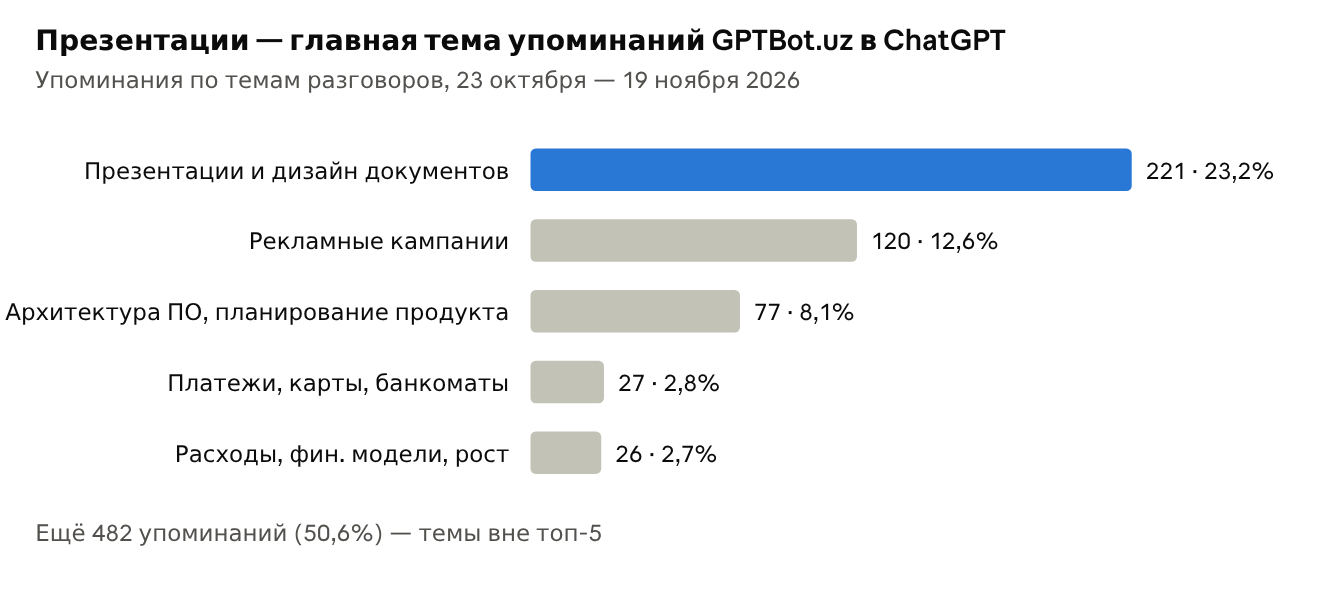 Презентации — главная тема упоминаний GPTBot.uz в ChatGPT
Упоминания по темам разговоров, 23 октября — 19 ноября 2026
Презентации и дизайн документов 221 · 23,2%
Рекламные кампании 120 · 12,6%
Архитектура ПО, планирование продукта 77 · 8,1%
Платежи, карты, банкоматы 27 · 2,8%
Расходы, фин. модели, рост 26 · 2,7%
Ещё 482 упоминаний (50,6%) — темы вне топ-5